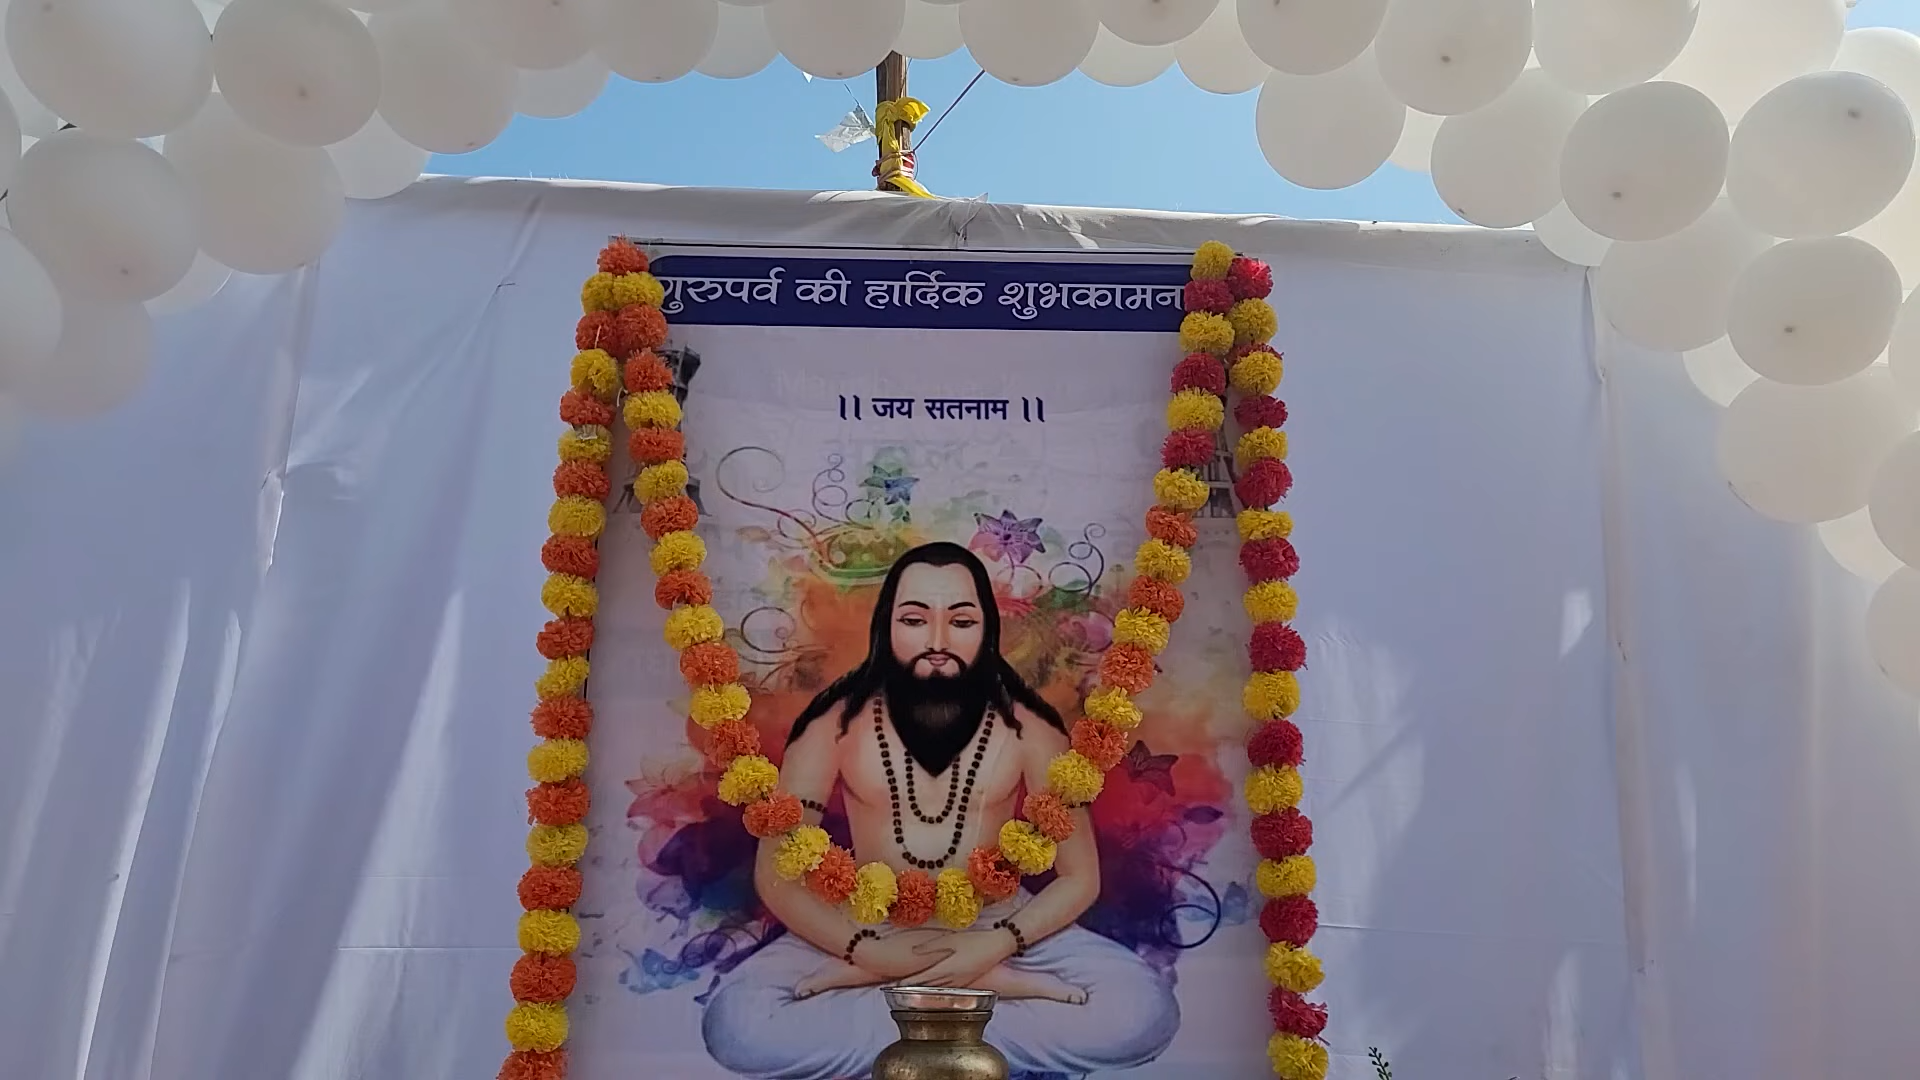 गुरुपर्व की हार्दिक शुभकामन
।। जय सतनाम ।।